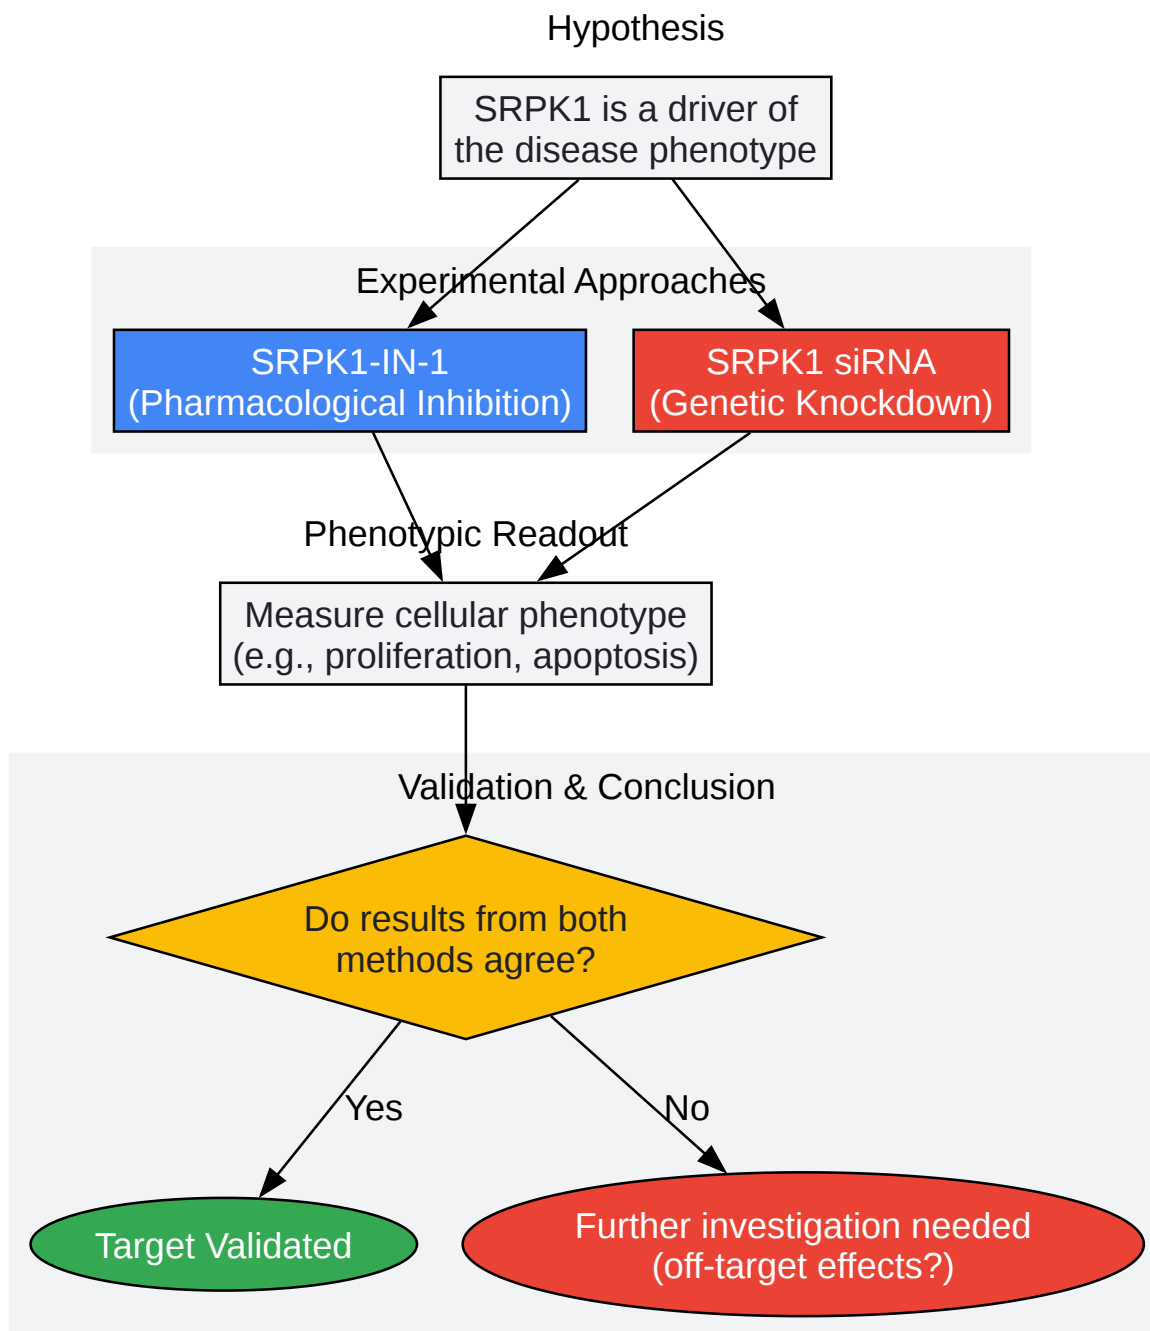 Hypothesis
SRPK1 is a driver of
the disease phenotype
Experimental Approaches
SRPK1-IN-1
(Pharmacological Inhibition)
SRPK1 siRNA
(Genetic Knockdown)
Phenotypic Readout
Measure cellular phenotype
(e.g., proliferation, apoptosis)
Validation & Conclusion
Do results from both
methods agree?
Yes
No
Target Validated
Further investigation needed
(off-target effects?)